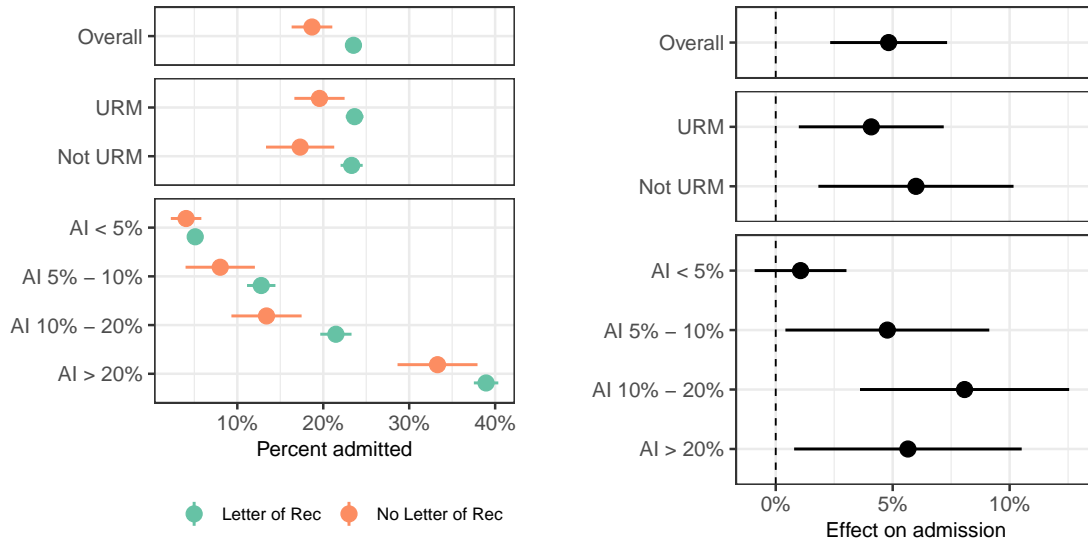 Overall
URM
Not URM
AI < 5%
AI 5% − 10%
AI 10% − 20%
AI > 20%
10% 20% 30% 40%
Percent admitted
Letter of Rec No Letter of Rec
Overall
URM
Not URM
AI < 5%
AI 5% − 10%
AI 10% − 20%
AI > 20%
0% 5% 10%
Effect on admission